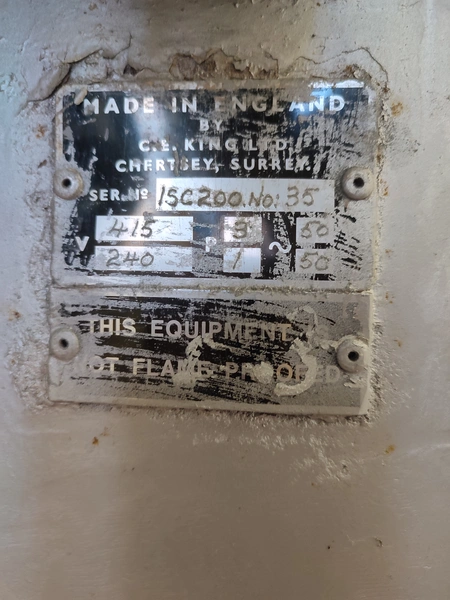 MADE IN ENGLAND
BY
C.E. KING LTD
CHERTSEY, SURREY.
SER. Nº 15C200. No: 35
V 415 P 3 ~ 50
240 1 50
THIS EQUIPMENT
NOT FLAME PROOFED